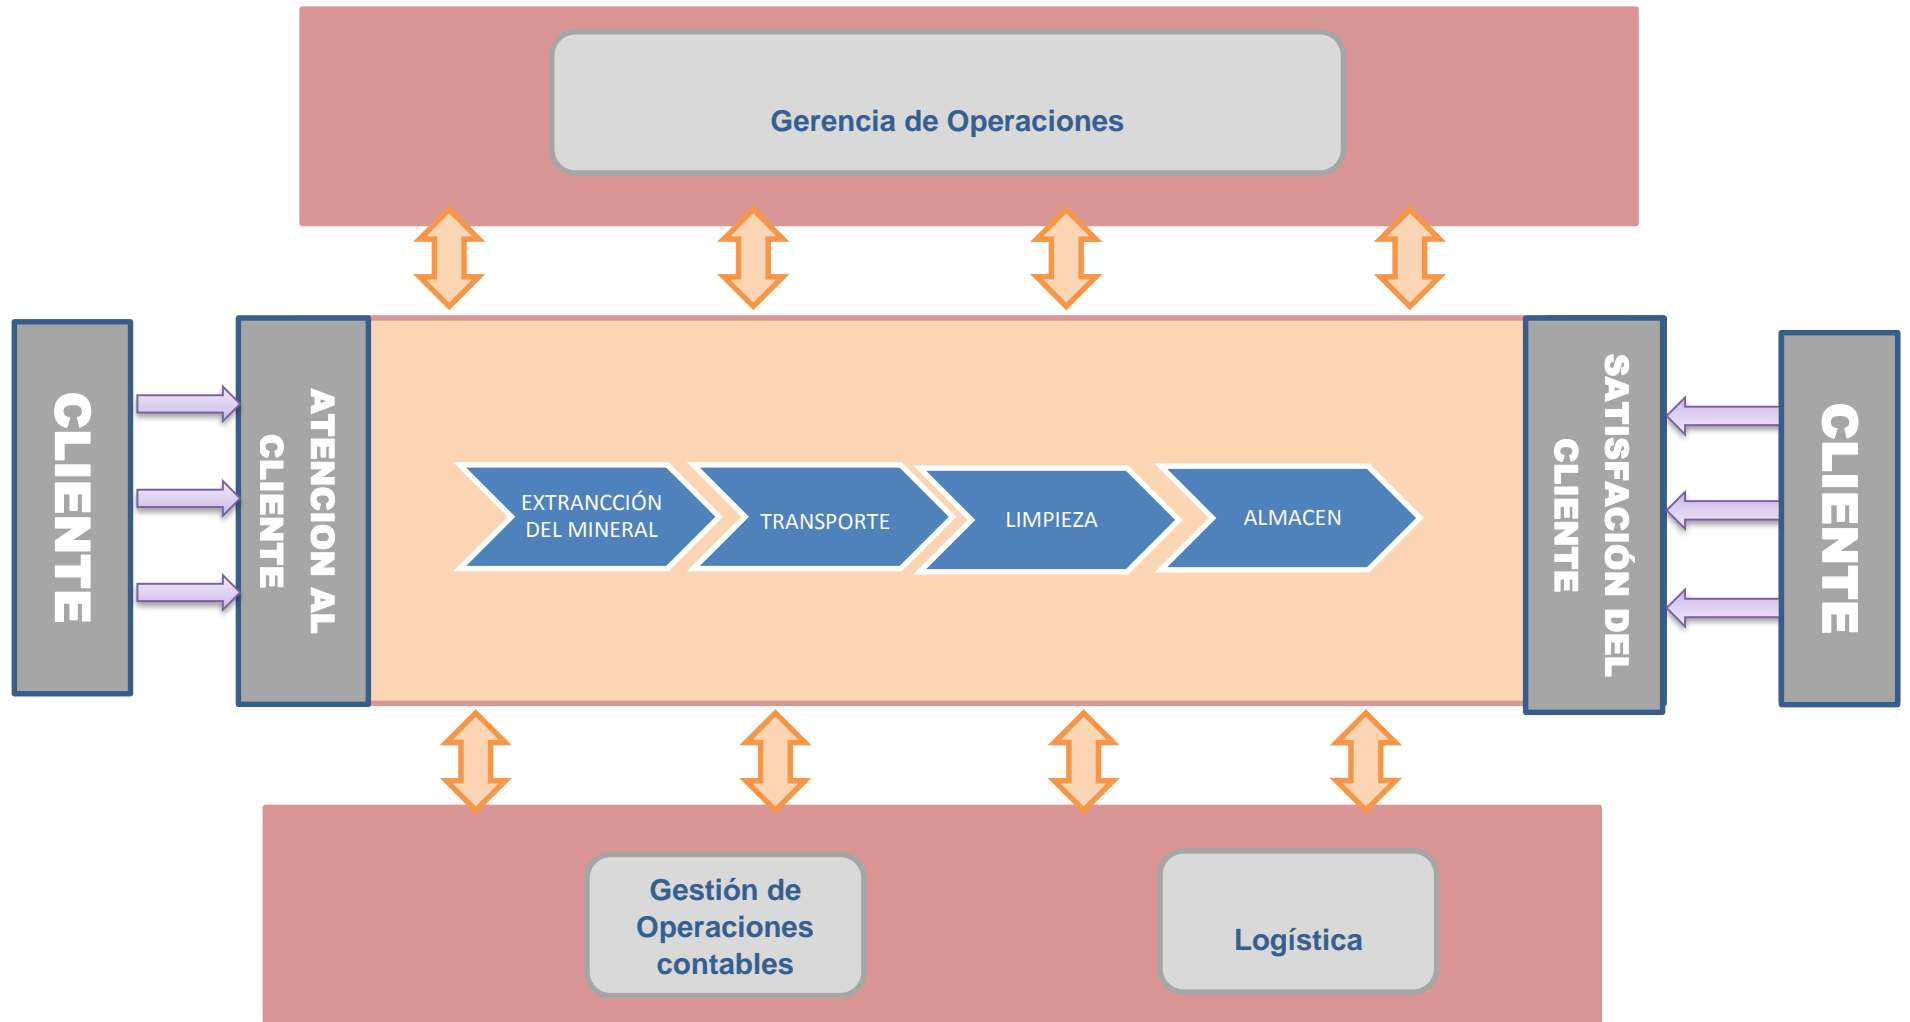 Gerencia de Operaciones
CLIENTE
ATENCION AL
CLIENTE
EXTRANCCIÓN
DEL MINERAL
TRANSPORTE
LIMPIEZA
ALMACEN
SATISFACIÓN DEL
CLIENTE
CLIENTE
Gestión de
Operaciones
contables
Logística